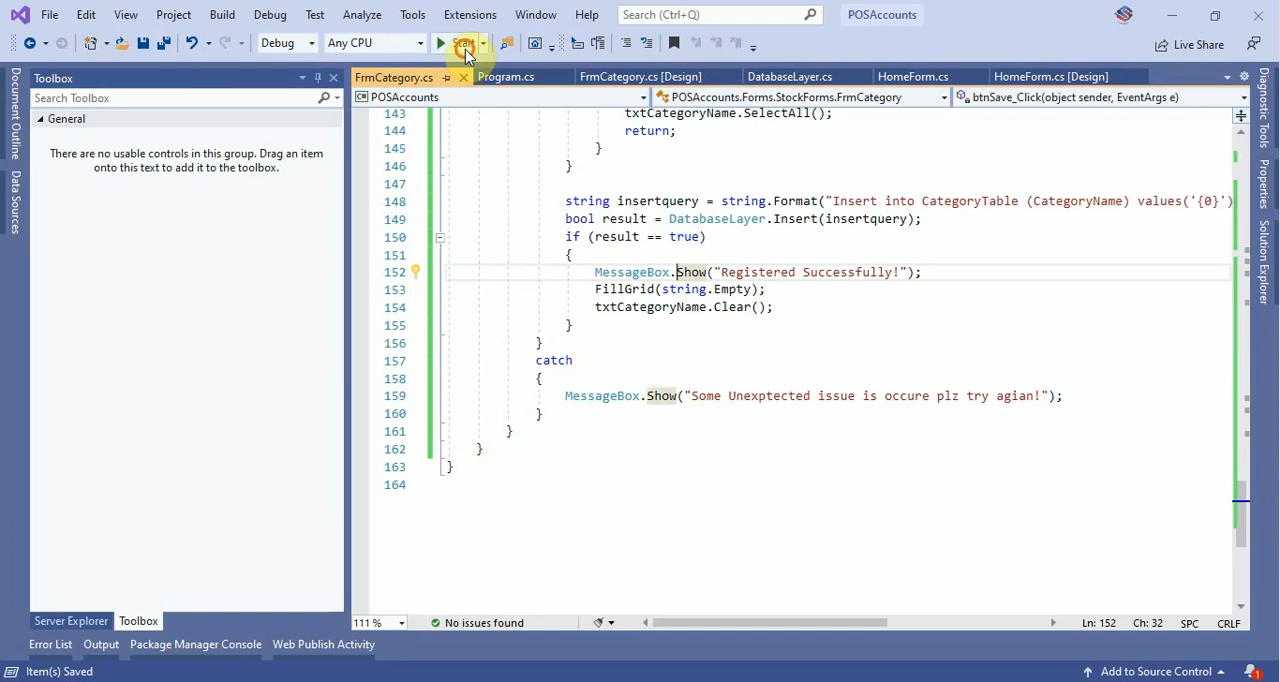 File Edit View Project Build Debug Test Analyze Tools Extensions Window Help Search (Ctrl+Q) POSAccounts
Debug Any CPU Start Live Share
Toolbox
Search Toolbox
General
There are no usable controls in this group. Drag an item
onto this text to add it to the toolbox.
Document Outline
Data Sources
FrmCategory.cs Program.cs FrmCategory.cs [Design] DatabaseLayer.cs HomeForm.cs HomeForm.cs [Design]
POSAccounts POSAccounts.Forms.StockForms.FrmCategory btnSave_Click(object sender, EventArgs e)
143 txtCategoryName.SelectAll();
144 return;
145 }
146 }
147
148 string insertquery = string.Format("Insert into CategoryTable (CategoryName) values('{0}')
149 bool result = DatabaseLayer.Insert(insertquery);
150 if (result == true)
151 {
152 MessageBox.Show("Registered Successfully!");
153 FillGrid(string.Empty);
154 txtCategoryName.Clear();
155 }
156 }
157 catch
158 {
159 MessageBox.Show("Some Unexptected issue is occure plz try agian!");
160 }
161 }
162 }
163 }
164
Diagnostic Tools
Properties
Solution Explorer
Server Explorer Toolbox
111 % No issues found Ln: 152 Ch: 32 SPC CRLF
Error List Output Package Manager Console Web Publish Activity
Item(s) Saved Add to Source Control 1